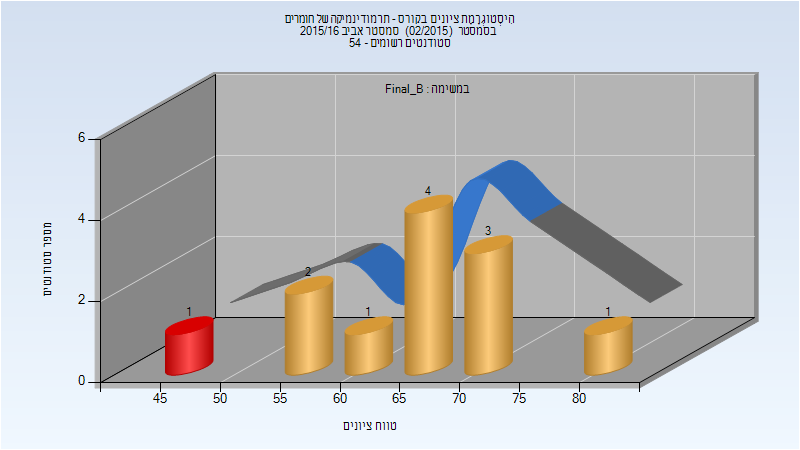 היסטוגרמת ציונים בקורס - תרמודינמיקה של חומרים
בסמסטר (02/2015) סמסטר אביב 2015/16
סטודנטים רשומים - 54
במשימה : Final_B
מספר סטודנטים
6
4
2
0
1
2
1
4
3
1
45 50 55 60 65 70 75 80
טווח ציונים